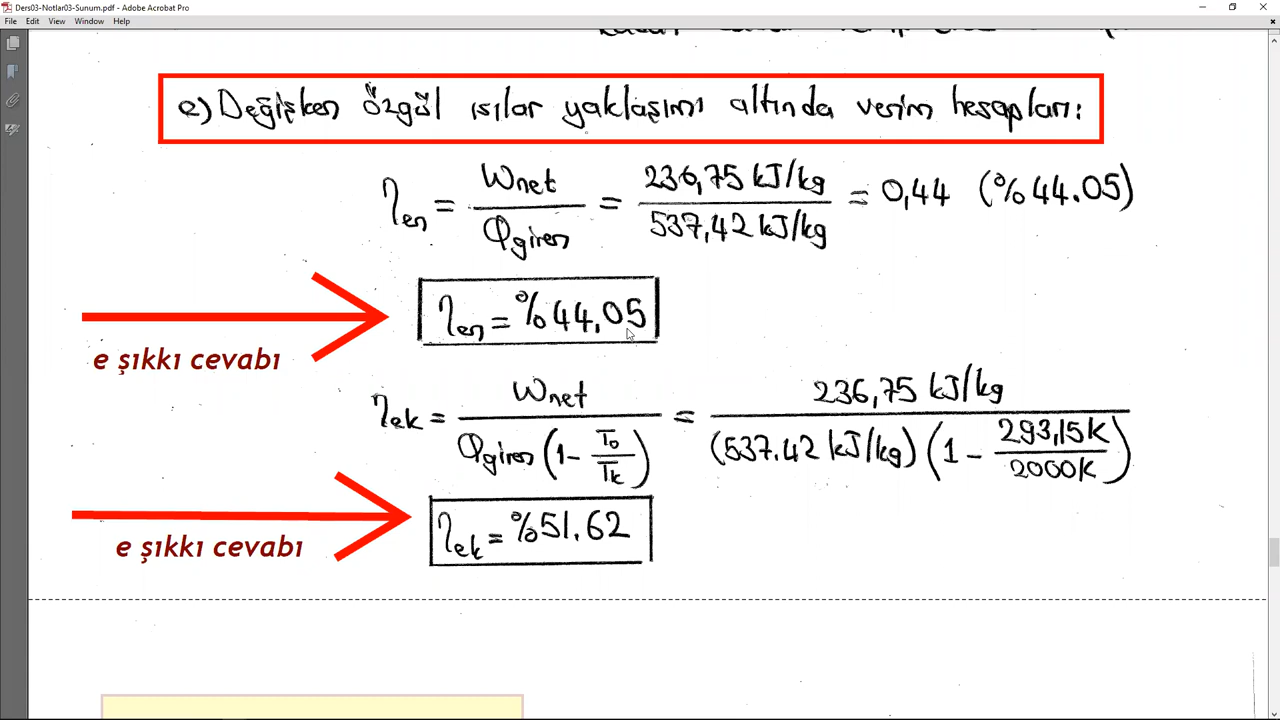 Ders03-Notlar03-Sunum.pdf - Adobe Acrobat Pro
File Edit View Window Help
e) Değişken özgül ısılar yaklaşımı altında verim hesapları:
ηen = Wnet / Qgiren = 236,75 kJ/kg / 537,42 kJ/kg = 0,44 (%44.05)
ηen = %44,05
e şıkkı cevabı
ηek = Wnet / Qgiren (1 - T0/Tk) = 236,75 kJ/kg / (537.42 kJ/kg) (1 - 293,15K/2000K)
ηek = %51.62
e şıkkı cevabı